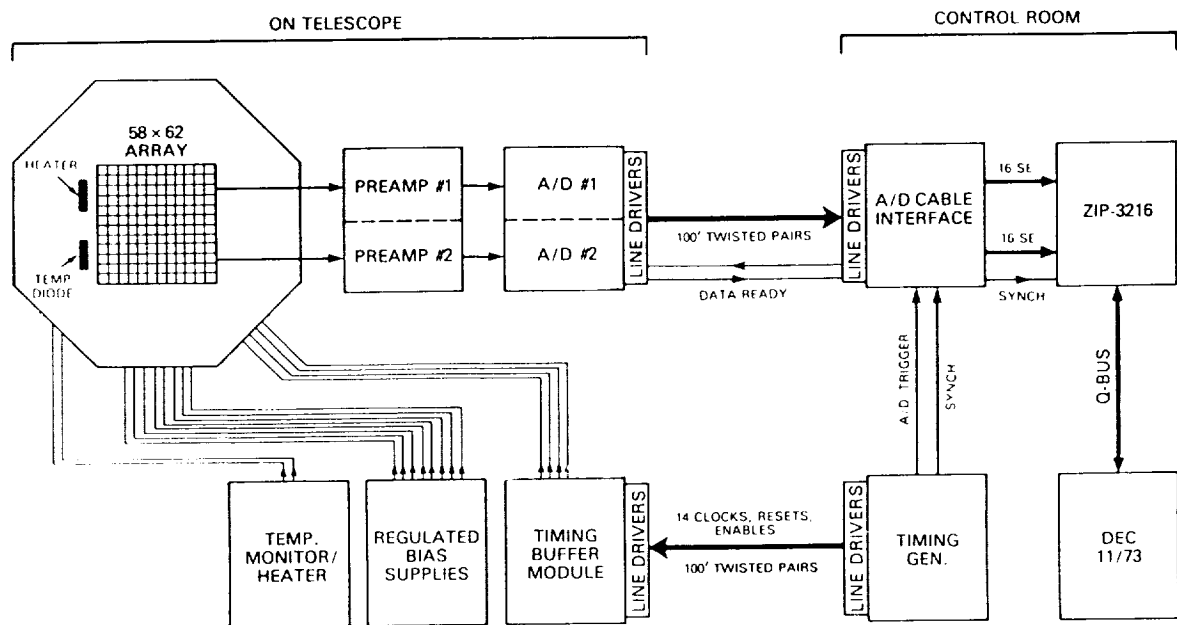 ON TELESCOPE
CONTROL ROOM
58 × 62
ARRAY
HEATER
TEMP
DIODE
PREAMP #1
PREAMP #2
A/D #1
A/D #2
LINE DRIVERS
100' TWISTED PAIRS
DATA READY
LINE DRIVERS
A/D CABLE
INTERFACE
16 SE
16 SE
SYNCH
ZIP-3216
A/D TRIGGER
SYNCH
Q-BUS
TEMP.
MONITOR/
HEATER
REGULATED
BIAS
SUPPLIES
TIMING
BUFFER
MODULE
LINE DRIVERS
14 CLOCKS, RESETS,
ENABLES
100' TWISTED PAIRS
LINE DRIVERS
TIMING
GEN.
DEC
11/73